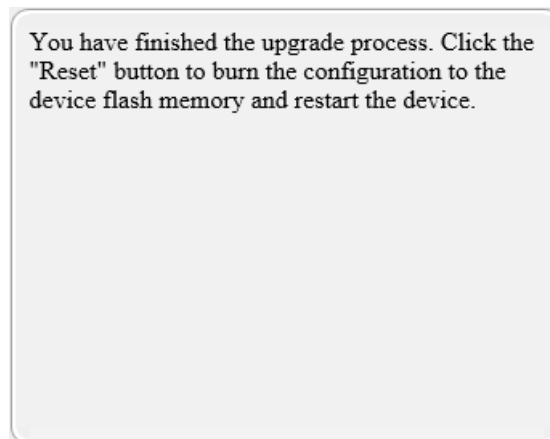 You have finished the upgrade process. Click the
"Reset" button to burn the configuration to the
device flash memory and restart the device.